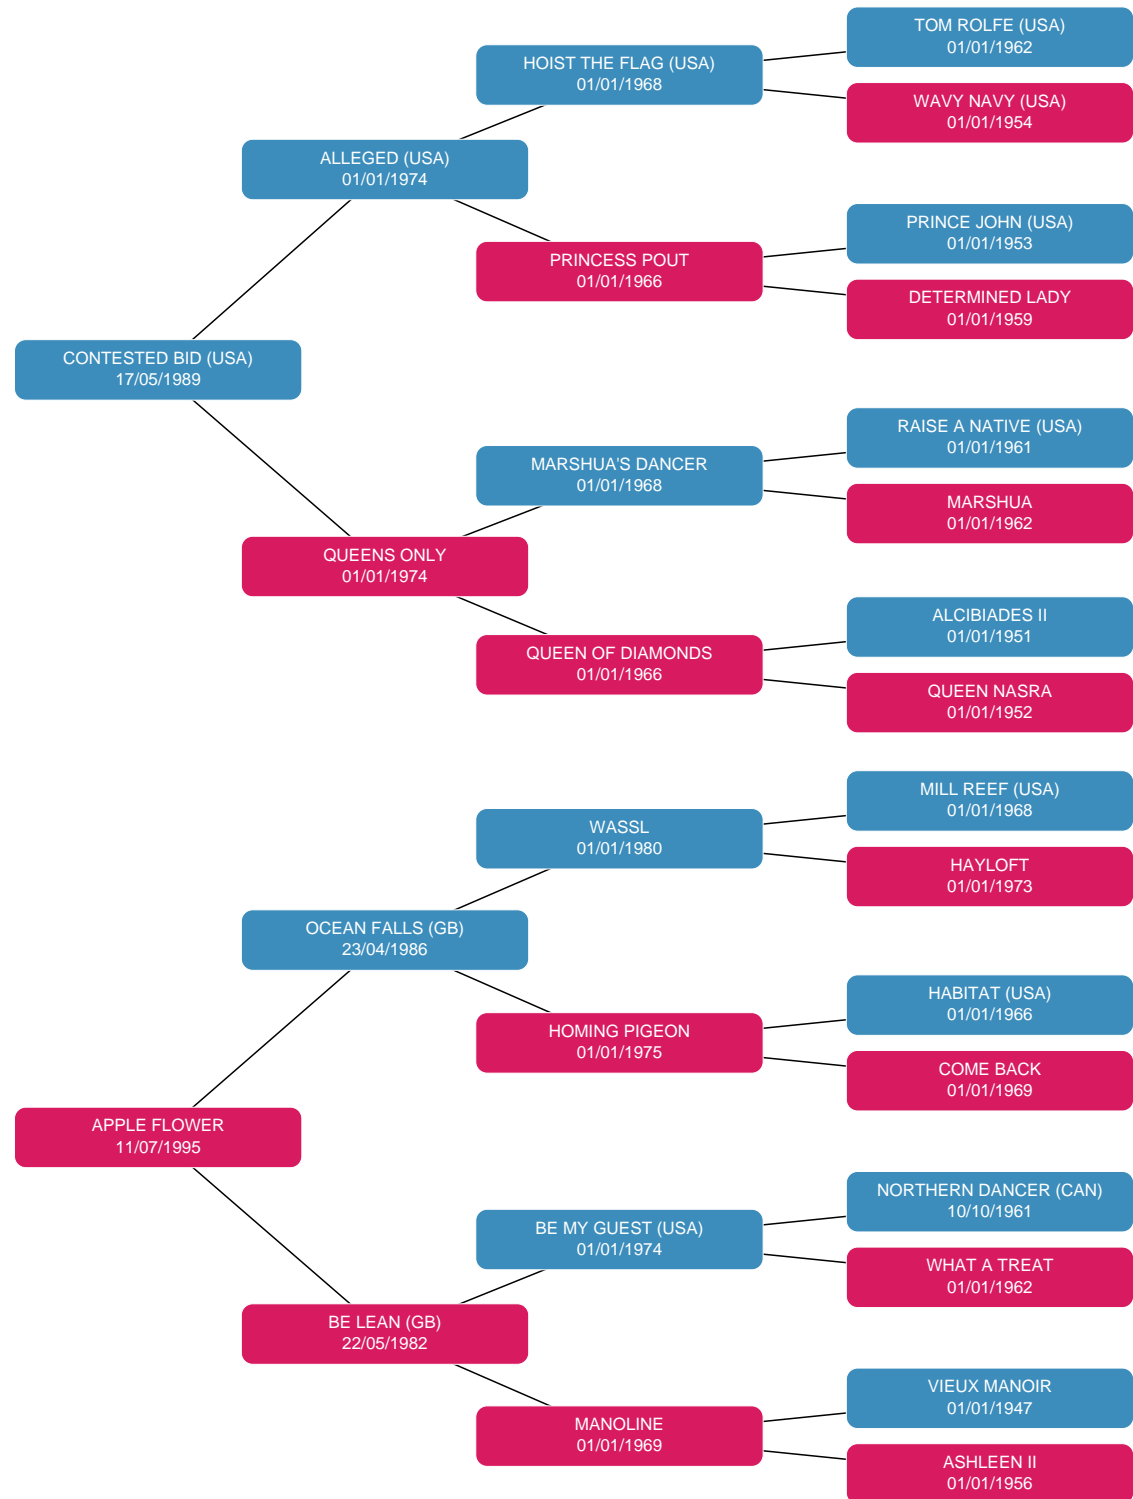 TOM ROLFE (USA)
01/01/1962
HOIST THE FLAG (USA)
01/01/1968
WAVY NAVY (USA)
01/01/1954
ALLEGED (USA)
01/01/1974
PRINCE JOHN (USA)
01/01/1953
PRINCESS POUT
01/01/1966
DETERMINED LADY
01/01/1959
CONTESTED BID (USA)
17/05/1989
RAISE A NATIVE (USA)
01/01/1961
MARSHUA'S DANCER
01/01/1968
MARSHUA
01/01/1962
QUEENS ONLY
01/01/1974
ALCIBIADES II
01/01/1951
QUEEN OF DIAMONDS
01/01/1966
QUEEN NASRA
01/01/1952
MILL REEF (USA)
01/01/1968
WASSL
01/01/1980
HAYLOFT
01/01/1973
OCEAN FALLS (GB)
23/04/1986
HABITAT (USA)
01/01/1966
HOMING PIGEON
01/01/1975
COME BACK
01/01/1969
APPLE FLOWER
11/07/1995
NORTHERN DANCER (CAN)
10/10/1961
BE MY GUEST (USA)
01/01/1974
WHAT A TREAT
01/01/1962
BE LEAN (GB)
22/05/1982
VIEUX MANOIR
01/01/1947
MANOLINE
01/01/1969
ASHLEEN II
01/01/1956